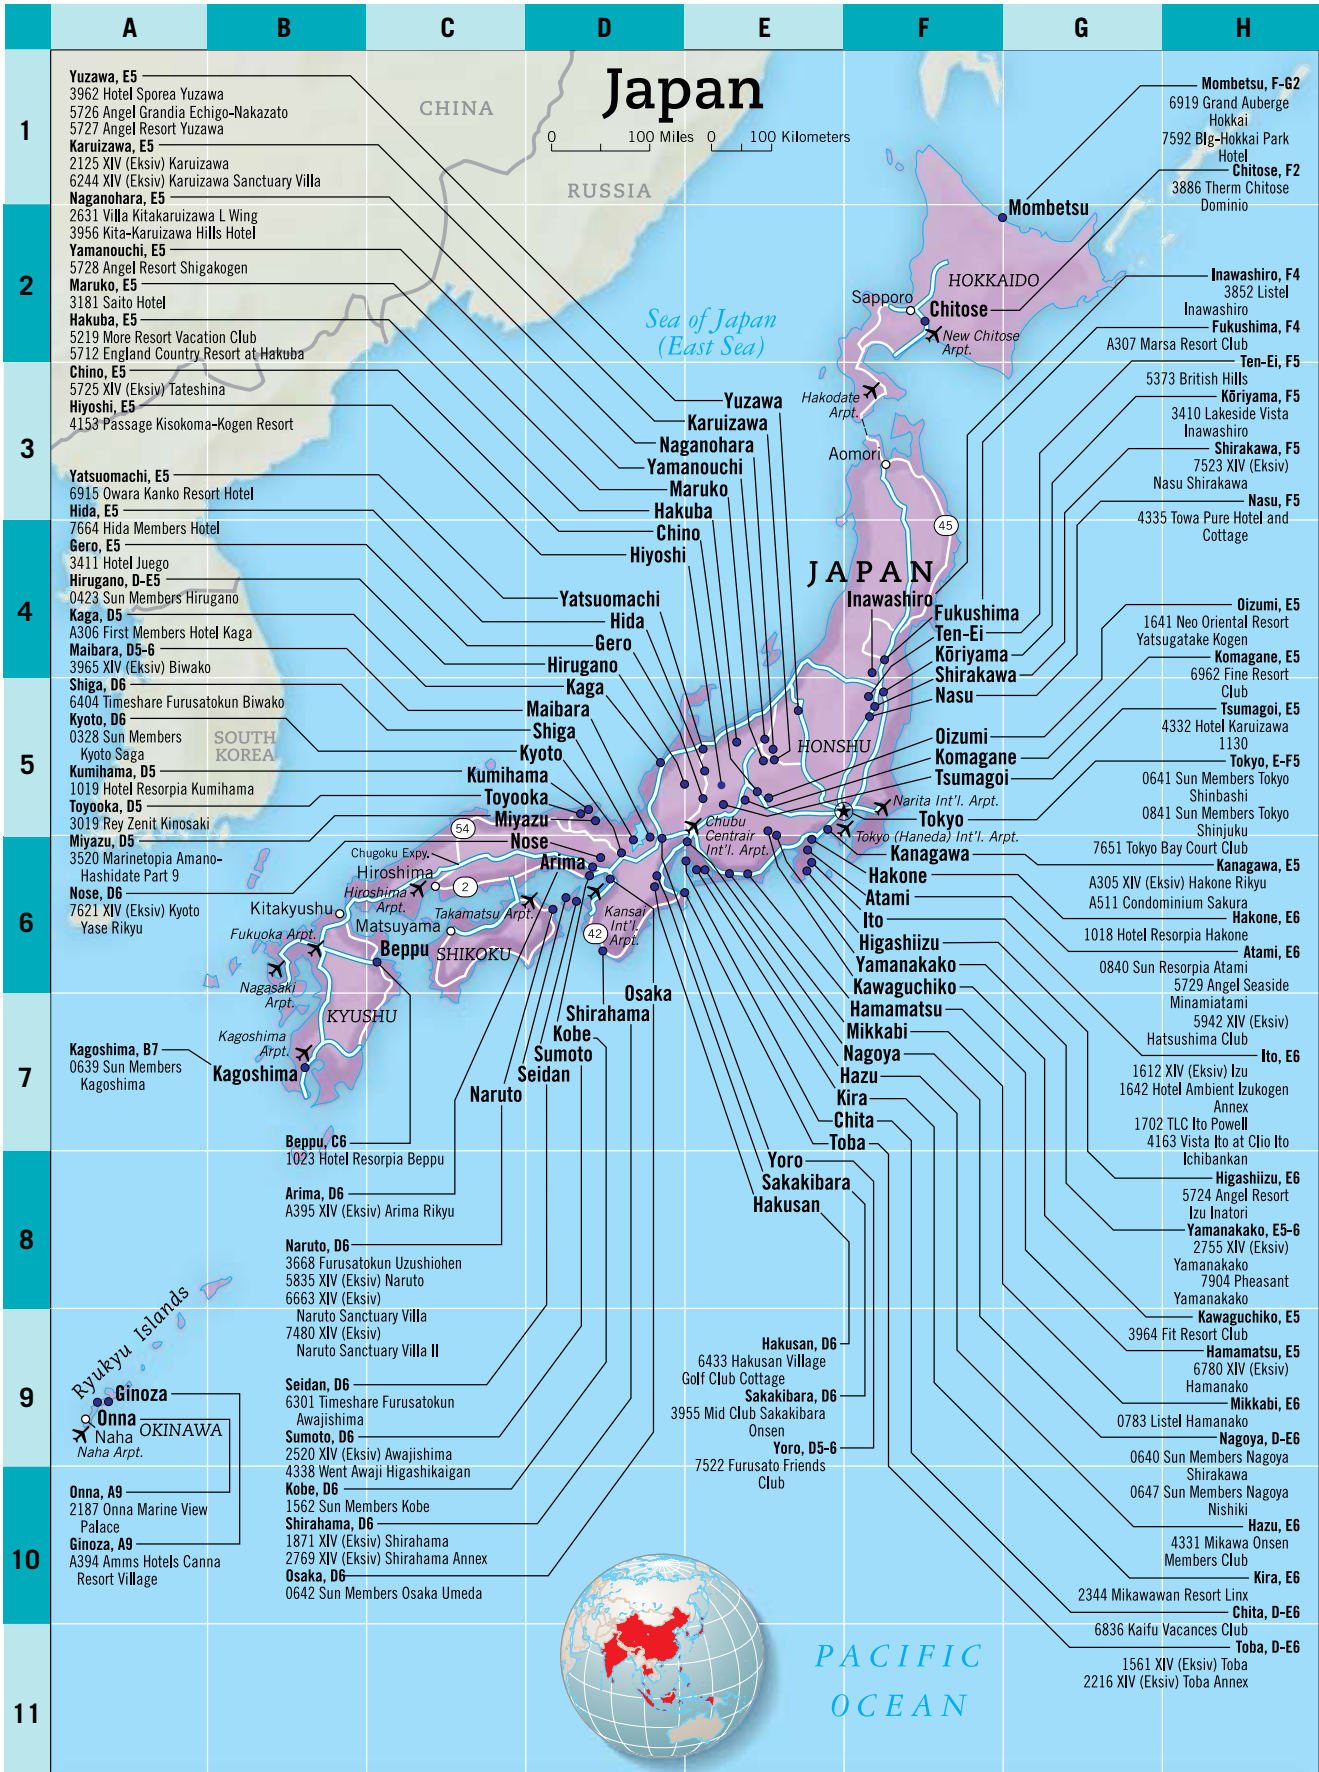 A B C D E F G H
1
2
3
4
5
6
7
8
9
10
11
Japan
0 100 Miles 0 100 Kilometers
CHINA
RUSSIA
SOUTH
KOREA
Sea of Japan
(East Sea)
Yuzawa, E5
3962 Hotel Sporea Yuzawa
5726 Angel Grandia Echigo-Nakazato
5727 Angel Resort Yuzawa
Karuizawa, E5
2125 XIV (Eksiv) Karuizawa
6244 XIV (Eksiv) Karuizawa Sanctuary Villa
Naganohara, E5
2631 Villa Kitakaruizawa L Wing
3956 Kita-Karuizawa Hills Hotel
Yamanouchi, E5
5728 Angel Resort Shigakogen
Maruko, E5
3181 Saito Hotel
Hakuba, E5
5219 More Resort Vacation Club
5712 England Country Resort at Hakuba
Chino, E5
5725 XIV (Eksiv) Tateshina
Hiyoshi, E5
4153 Passage Kisokoma-Kogen Resort
Yatsuomachi, E5
6915 Owara Kanko Resort Hotel
Hida, E5
7664 Hida Members Hotel
Gero, E5
3411 Hotel Juego
Hirugano, D-E5
0423 Sun Members Hirugano
Kaga, D5
A306 First Members Hotel Kaga
Maibara, D5-6
3965 XIV (Eksiv) Biwako
Shiga, D6
6404 Timeshare Furusatokun Biwako
Kyoto, D6
0328 Sun Members
Kyoto Saga
Kumihama, D5
1019 Hotel Resorpia Kumihama
Toyooka, D5
3019 Rey Zenit Kinosaki
Miyazu, D5
3520 Marinetopia Amano-
Hashidate Part 9
Nose, D6
7621 XIV (Eksiv) Kyoto
Yase Rikyu
Kagoshima, B7
0639 Sun Members
Kagoshima
Beppu, C6
1023 Hotel Resorpia Beppu
Arima, D6
A395 XIV (Eksiv) Arima Rikyu
Naruto, D6
3668 Furusatokun Uzushiohen
5835 XIV (Eksiv) Naruto
6663 XIV (Eksiv)
Naruto Sanctuary Villa
7480 XIV (Eksiv)
Naruto Sanctuary Villa II
Seidan, D6
6301 Timeshare Furusatokun
Awajishima
Sumoto, D6
2520 XIV (Eksiv) Awajishima
4338 Went Awaji Higashikaigan
Kobe, D6
1562 Sun Members Kobe
Shirahama, D6
1871 XIV (Eksiv) Shirahama
2769 XIV (Eksiv) Shirahama Annex
Osaka, D6
0642 Sun Members Osaka Umeda
Onna, A9
2187 Onna Marine View
Palace
Ginoza, A9
A394 Amms Hotels Canna
Resort Village
Ryukyu Islands
Ginoza
Onna
Naha
OKINAWA
Naha Arpt.
Mombetsu, F-G2
6919 Grand Auberge
Hokkai
7592 BIg-Hokkai Park
Hotel
Chitose, F2
3886 Therm Chitose
Dominio
Inawashiro, F4
3852 Listel
Inawashiro
Fukushima, F4
A307 Marsa Resort Club
Ten-Ei, F5
5373 British Hills
Kōriyama, F5
3410 Lakeside Vista
Inawashiro
Shirakawa, F5
7523 XIV (Eksiv)
Nasu Shirakawa
Nasu, F5
4335 Towa Pure Hotel and
Cottage
Oizumi, E5
1641 Neo Oriental Resort
Yatsugatake Kogen
Komagane, E5
6962 Fine Resort
Club
Tsumagoi, E5
4332 Hotel Karuizawa
1130
Tokyo, E-F5
0641 Sun Members Tokyo
Shinbashi
0841 Sun Members Tokyo
Shinjuku
7651 Tokyo Bay Court Club
Kanagawa, E5
A305 XIV (Eksiv) Hakone Rikyu
A511 Condominium Sakura
Hakone, E6
1018 Hotel Resorpia Hakone
Atami, E6
0840 Sun Resorpia Atami
5729 Angel Seaside
Minamiatami
5942 XIV (Eksiv)
Hatsushima Club
Ito, E6
1612 XIV (Eksiv) Izu
1642 Hotel Ambient Izukogen
Annex
1702 TLC Ito Powell
4163 Vista Ito at Clio Ito
Ichibankan
Higashiizu, E6
5724 Angel Resort
Izu Inatori
Yamanakako, E5-6
2755 XIV (Eksiv)
Yamanakako
7904 Pheasant
Yamanakako
Kawaguchiko, E5
3964 Fit Resort Club
Hamamatsu, E5
6780 XIV (Eksiv)
Hamanako
Mikkabi, E6
0783 Listel Hamanako
Nagoya, D-E6
0640 Sun Members Nagoya
Shirakawa
0647 Sun Members Nagoya
Nishiki
Hazu, E6
4331 Mikawa Onsen
Members Club
Kira, E6
2344 Mikawawan Resort Linx
Chita, D-E6
6836 Kaifu Vacances Club
Toba, D-E6
1561 XIV (Eksiv) Toba
2216 XIV (Eksiv) Toba Annex
Hakusan, D6
6433 Hakusan Village
Golf Club Cottage
Sakakibara, D6
3955 Mid Club Sakakibara
Onsen
Yoro, D5-6
7522 Furusato Friends
Club
Mombetsu
HOKKAIDO
Sapporo
Chitose
New Chitose
Arpt.
Hakodate
Arpt.
Aomori
45
JAPAN
Yuzawa
Karuizawa
Naganohara
Yamanouchi
Maruko
Hakuba
Chino
Hiyoshi
Yatsuomachi
Hida
Gero
Hirugano
Kaga
Maibara
Shiga
Kyoto
Kumihama
Toyooka
Miyazu
Nose
Arima
Inawashiro
Fukushima
Ten-Ei
Kōriyama
Shirakawa
Nasu
HONSHU
Oizumi
Komagane
Tsumagoi
Narita Int'l. Arpt.
Tokyo
Tokyo (Haneda) Int'l. Arpt.
Chubu
Centrair
Int'l. Arpt.
Kanagawa
Hakone
Atami
Ito
Higashiizu
Yamanakako
Kawaguchiko
Hamamatsu
Mikkabi
Nagoya
Hazu
Kira
Chita
Toba
Yoro
Sakakibara
Hakusan
54
Chugoku Expy.
Hiroshima
2
Hiroshima
Arpt.
Takamatsu Arpt.
Kansai
Int'l.
Arpt.
42
Kitakyushu
Matsuyama
Fukuoka Arpt.
Beppu
SHIKOKU
Nagasaki
Arpt.
KYUSHU
Kagoshima
Arpt.
Kagoshima
Osaka
Shirahama
Kobe
Sumoto
Seidan
Naruto
PACIFIC
OCEAN